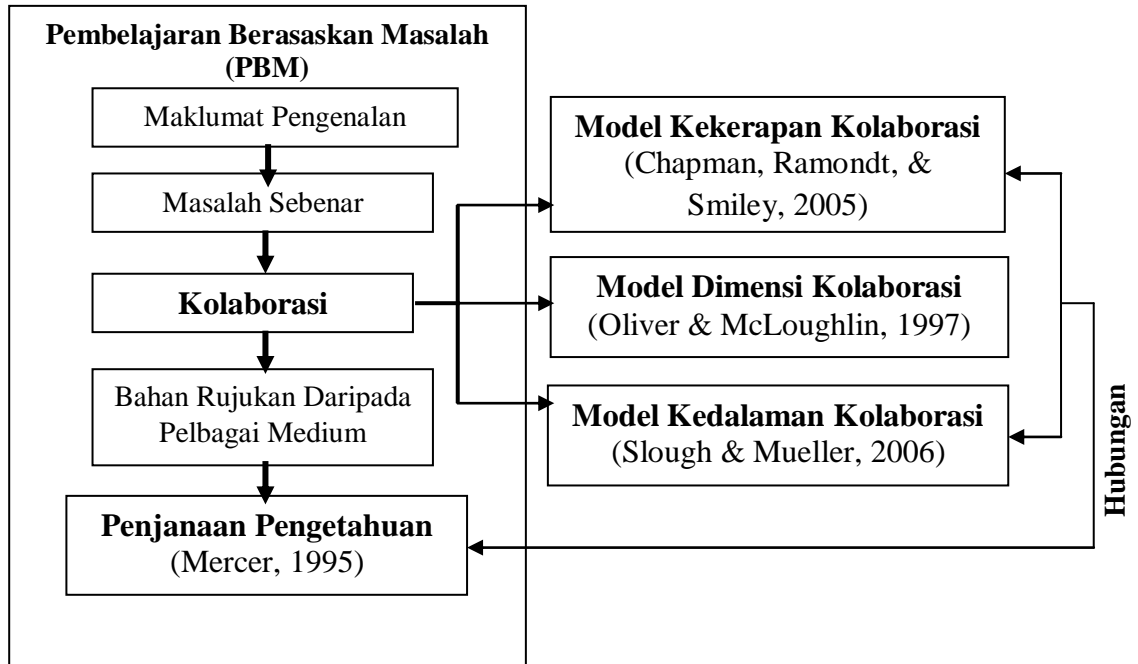 Pembelajaran Berasaskan Masalah
(PBM)
Maklumat Pengenalan
Masalah Sebenar
Kolaborasi
Bahan Rujukan Daripada
Pelbagai Medium
Penjanaan Pengetahuan
(Mercer, 1995)
Model Kekerapan Kolaborasi
(Chapman, Ramondt, &
Smiley, 2005)
Model Dimensi Kolaborasi
(Oliver & McLoughlin, 1997)
Model Kedalaman Kolaborasi
(Slough & Mueller, 2006)
Hubungan